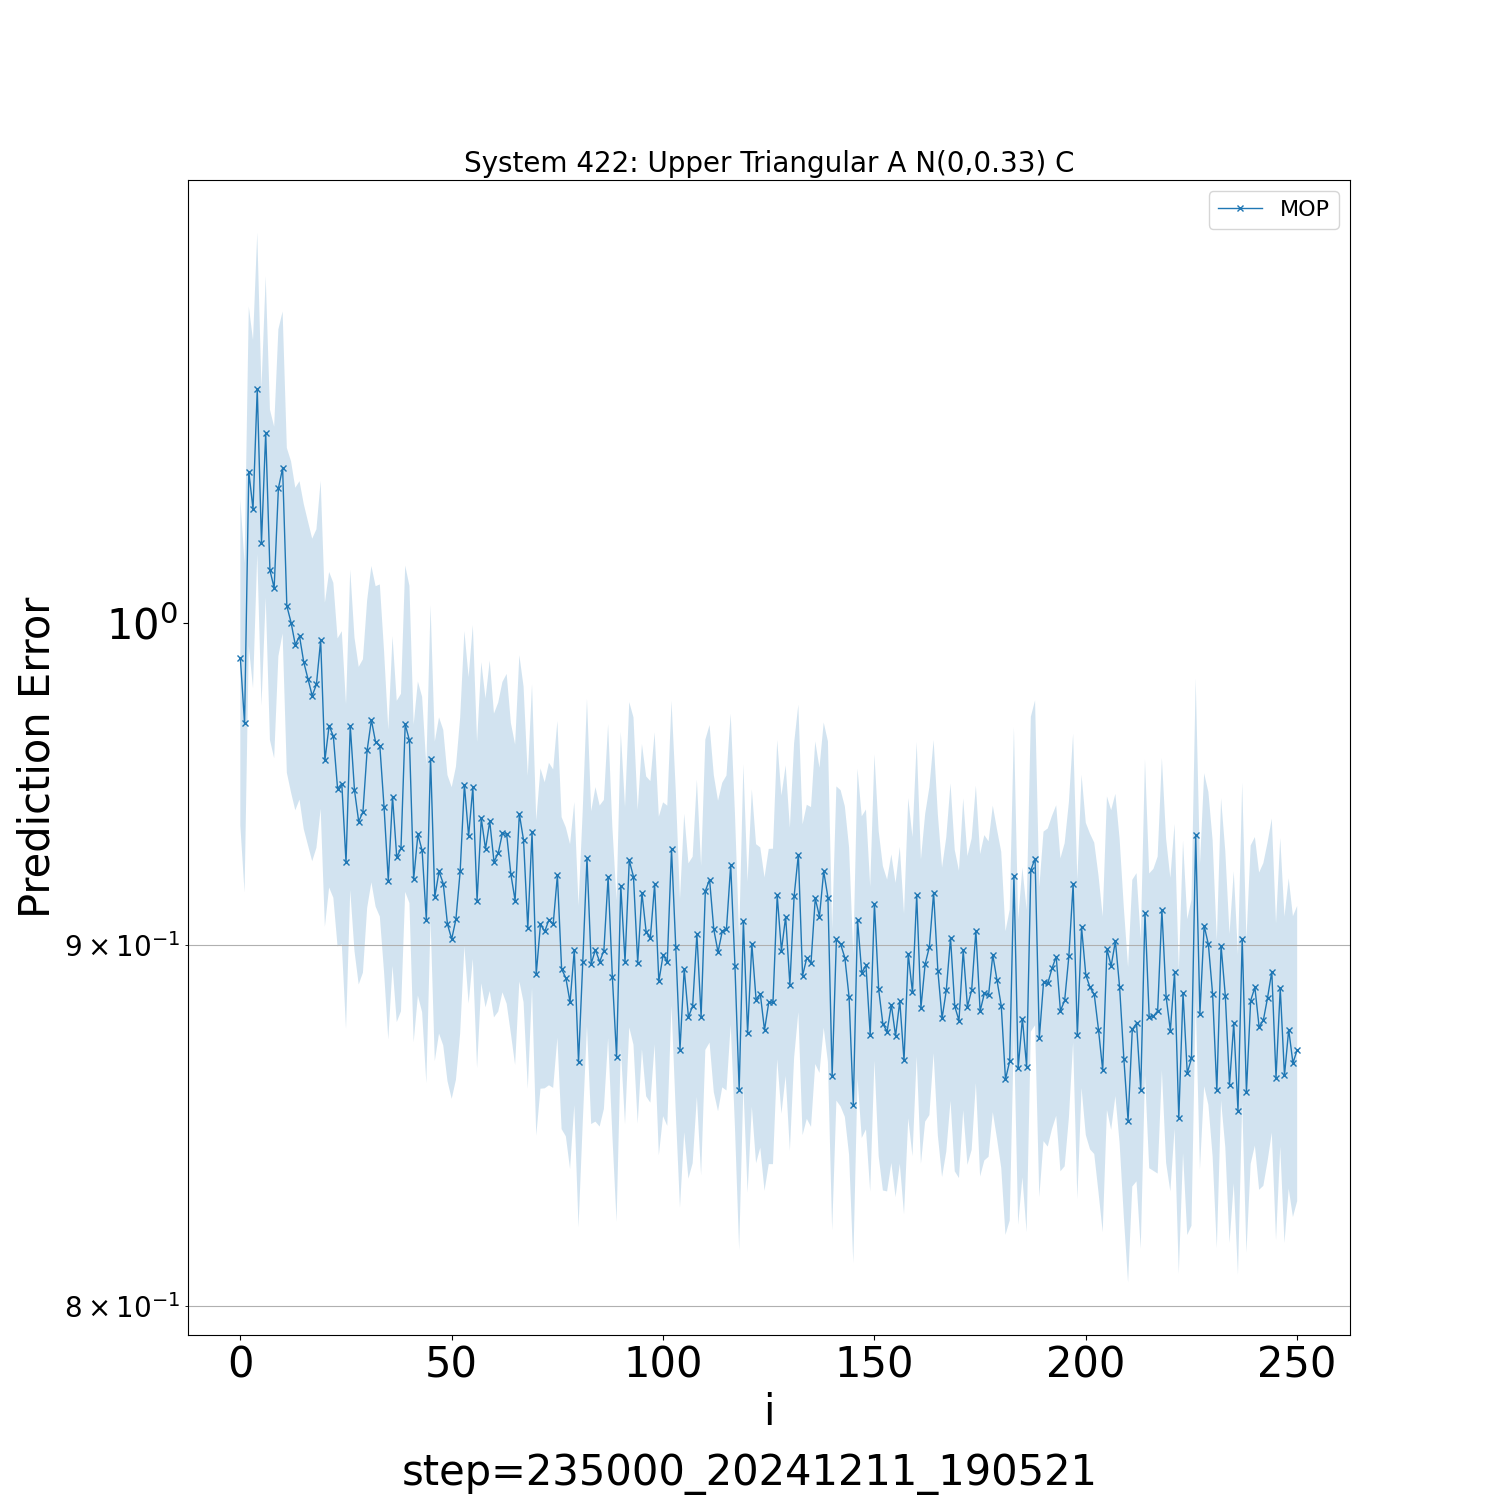 System 422: Upper Triangular A N(0,0.33) C
MOP
Prediction Error
10⁰
9 × 10⁻¹
8 × 10⁻¹
0 50 100 150 200 250
i
step=235000_20241211_190521